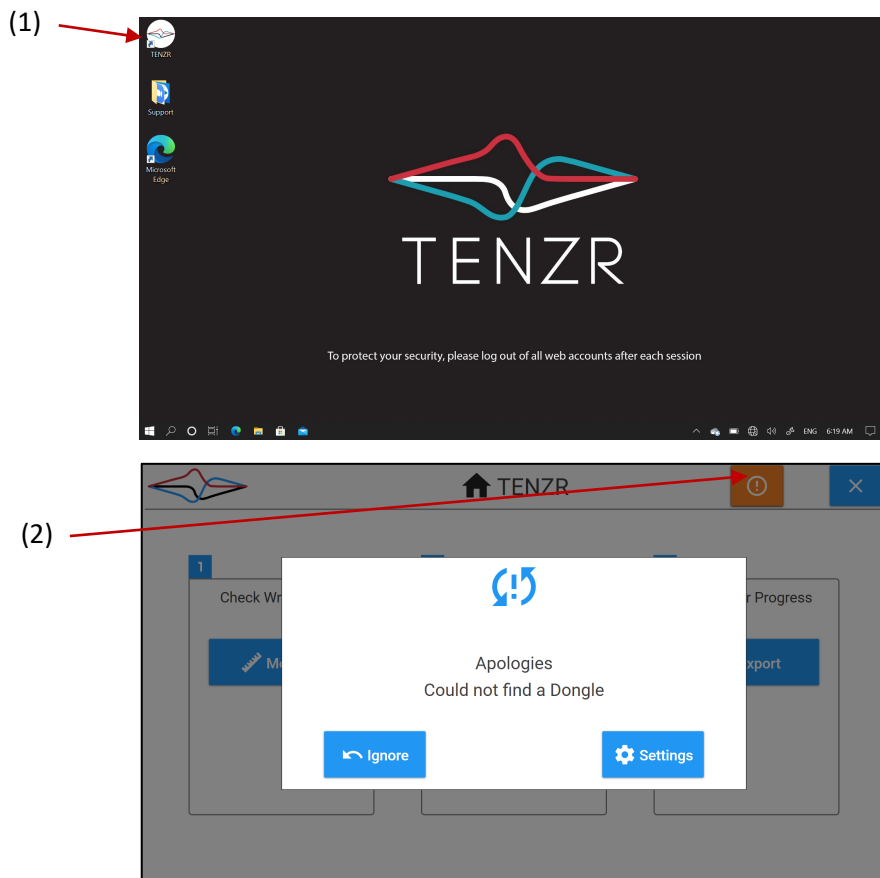 (1)
TENZR
Support
Microsoft
Edge
TENZR
To protect your security, please log out of all web accounts after each session
ENG 6:19 AM
(2)
TENZR
1
Check Wr
r Progress
M
xport
Apologies
Could not find a Dongle
Ignore
Settings